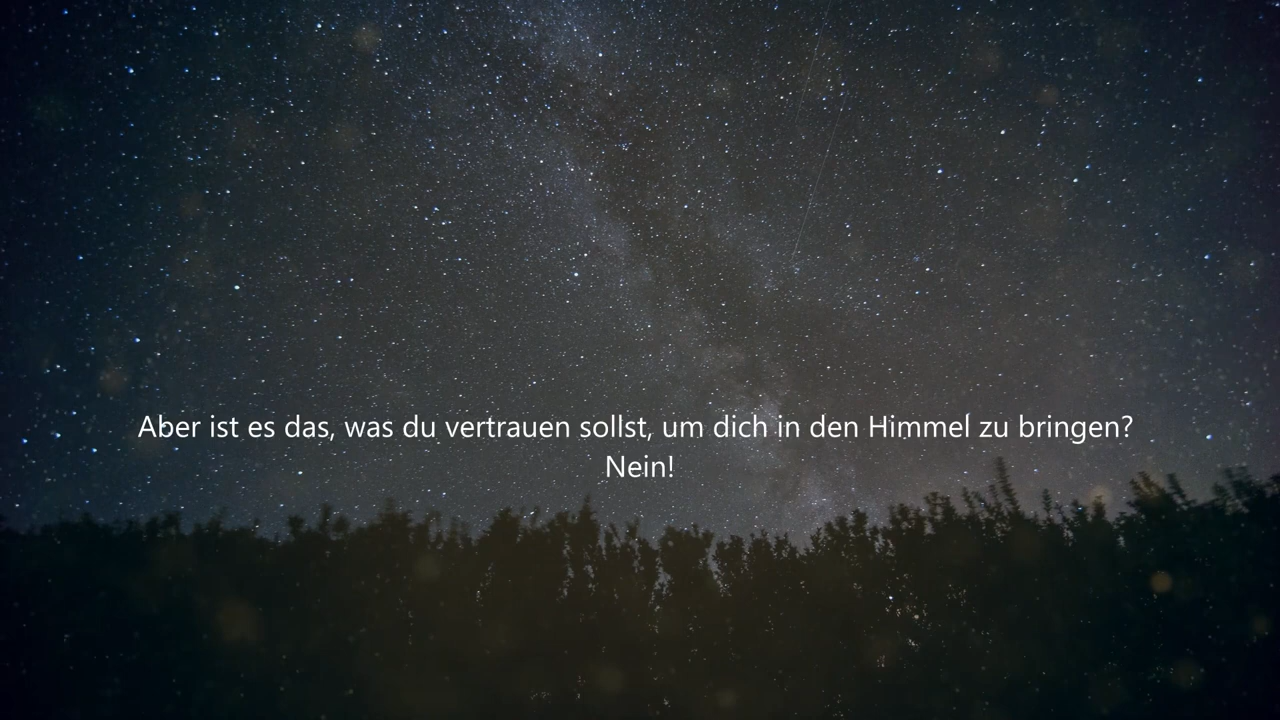 Aber ist es das, was du vertrauen sollst, um dich in den Himmel zu bringen?
Nein!